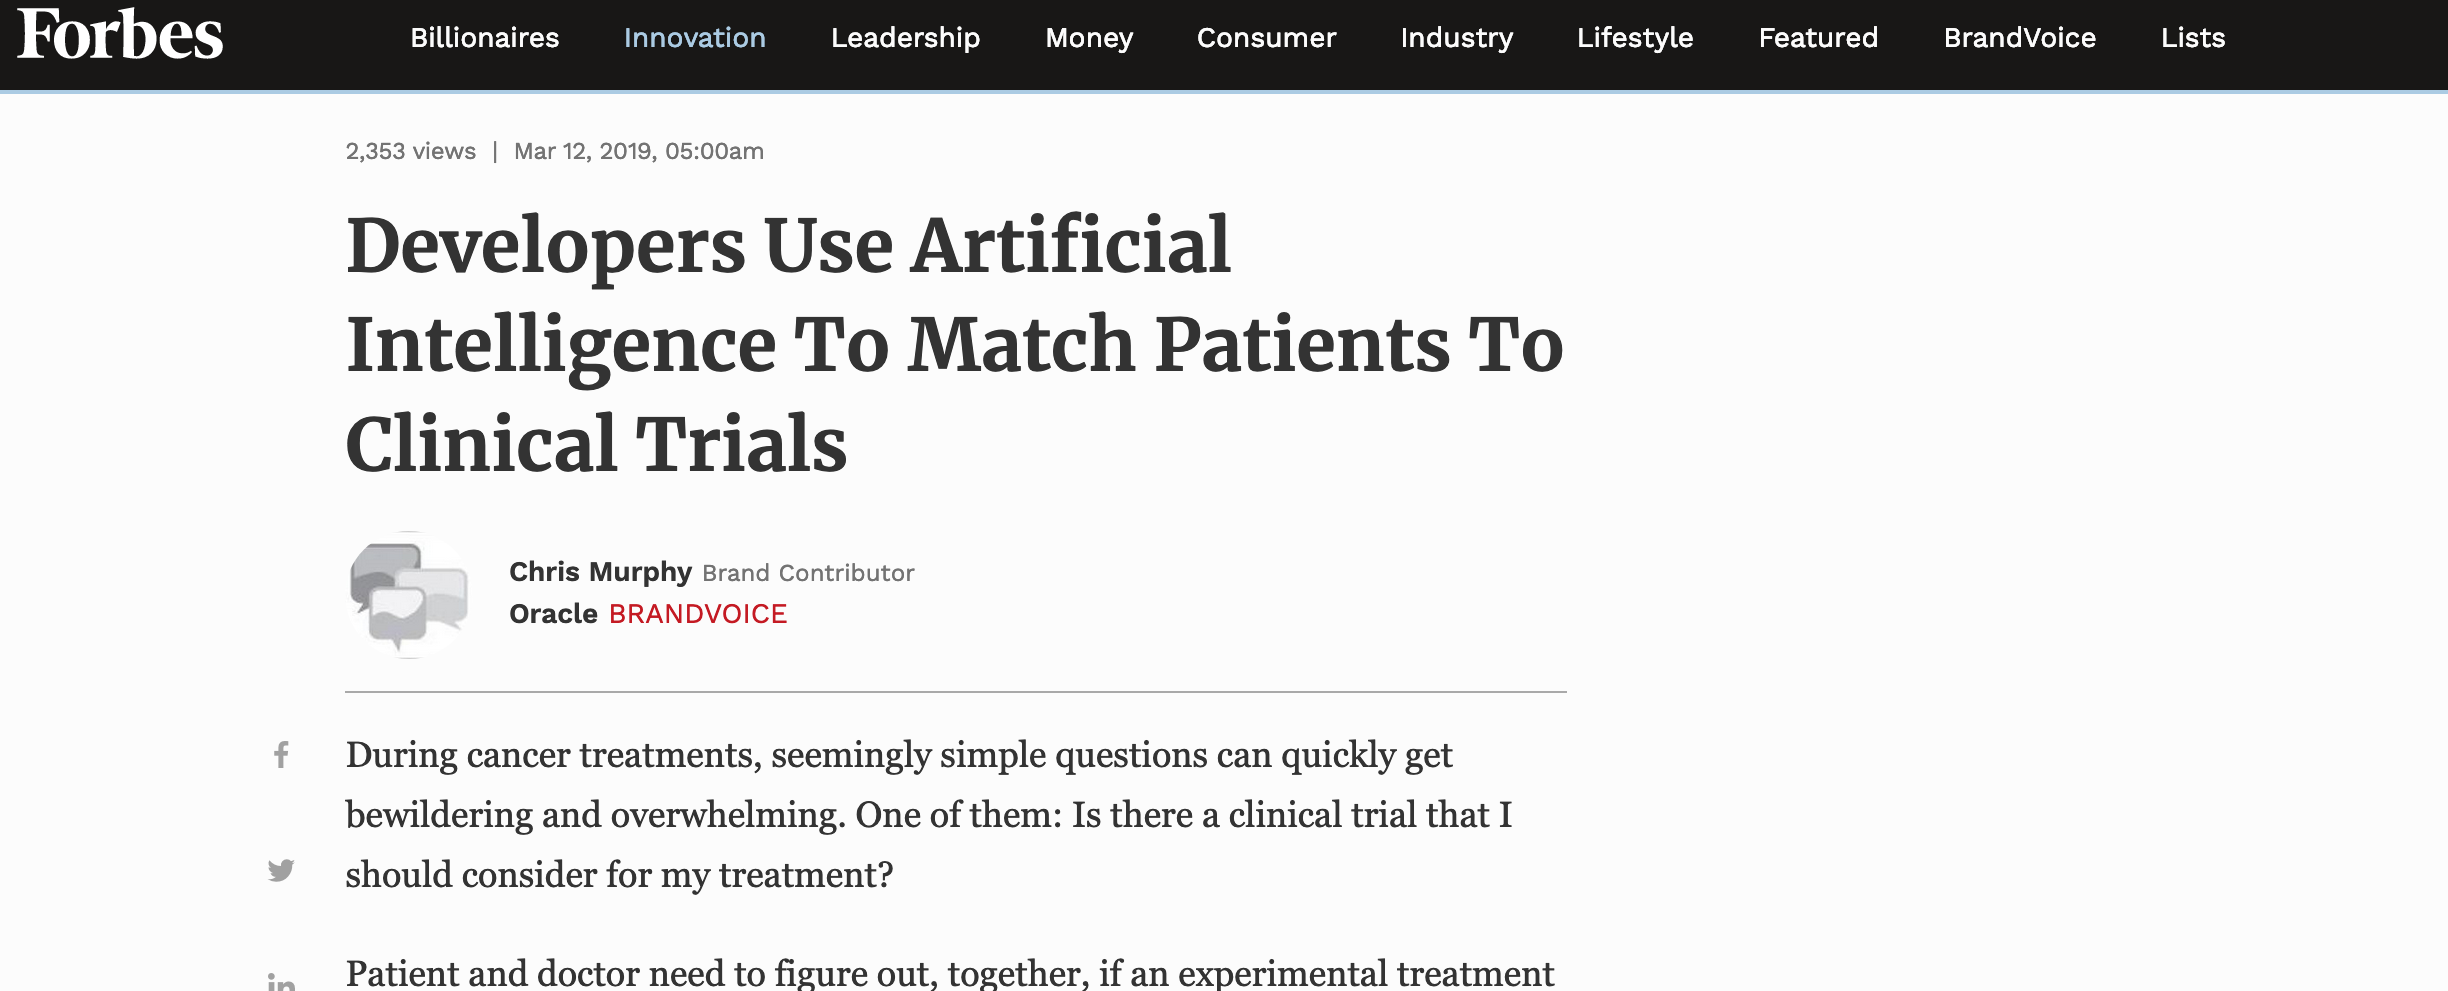 Forbes
Billionaires Innovation Leadership Money Consumer Industry Lifestyle Featured BrandVoice Lists
2,353 views | Mar 12, 2019, 05:00am
Developers Use Artificial
Intelligence To Match Patients To
Clinical Trials
Chris Murphy Brand Contributor
Oracle BRANDVOICE
During cancer treatments, seemingly simple questions can quickly get
bewildering and overwhelming. One of them: Is there a clinical trial that I
should consider for my treatment?
Patient and doctor need to figure out, together, if an experimental treatment